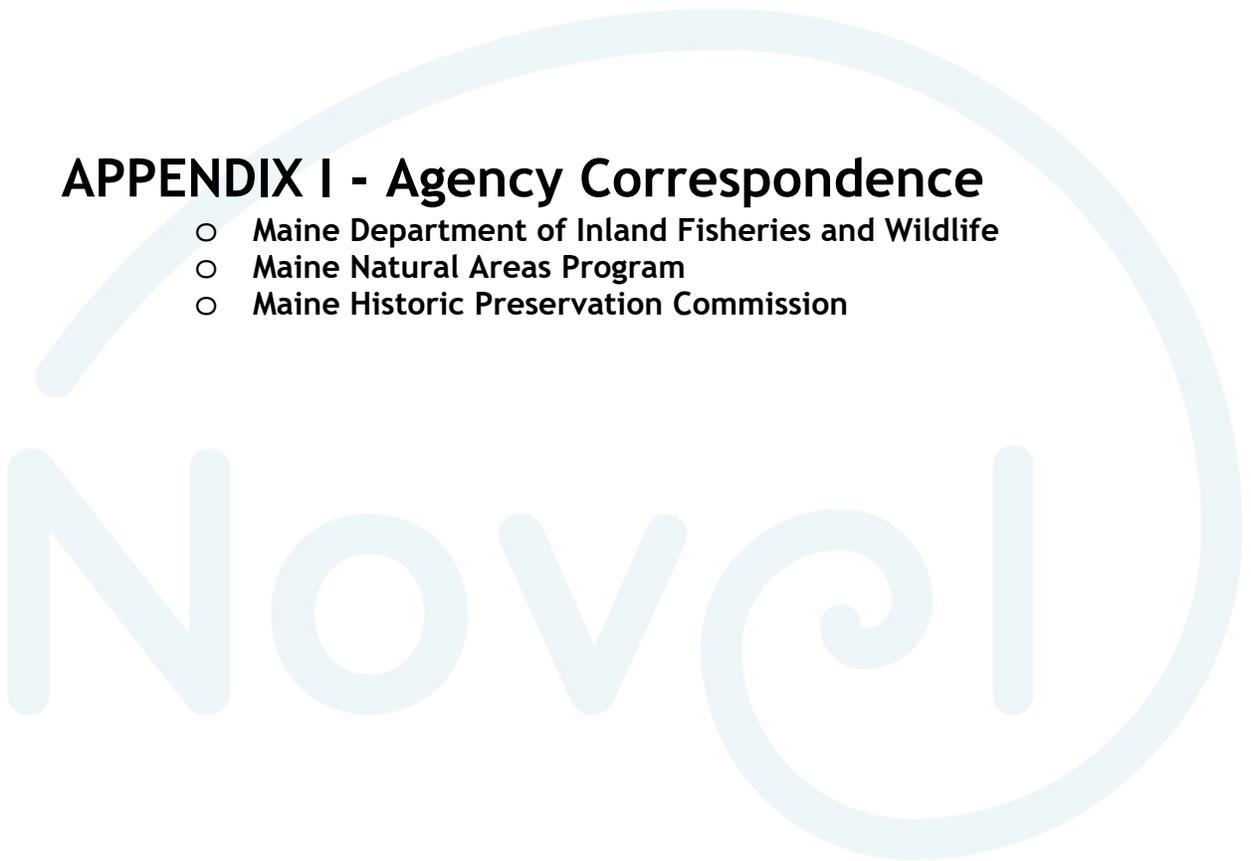 APPENDIX I - Agency Correspondence
o Maine Department of Inland Fisheries and Wildlife
o Maine Natural Areas Program
o Maine Historic Preservation Commission
Novel